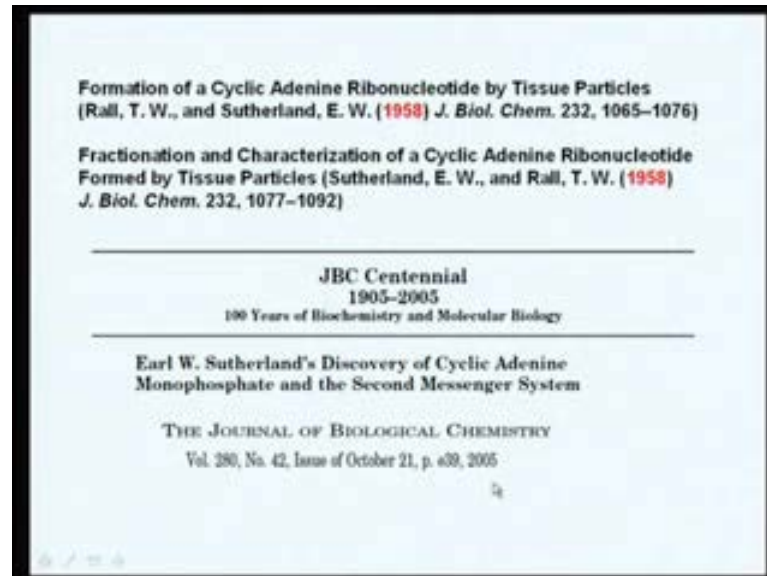 Formation of a Cyclic Adenine Ribonucleotide by Tissue Particles
(Rall, T. W., and Sutherland, E. W. (1958) J. Biol. Chem. 232, 1065–1076)
Fractionation and Characterization of a Cyclic Adenine Ribonucleotide
Formed by Tissue Particles (Sutherland, E. W., and Rall, T. W. (1958)
J. Biol. Chem. 232, 1077–1092)
JBC Centennial
1905–2005
100 Years of Biochemistry and Molecular Biology
Earl W. Sutherland's Discovery of Cyclic Adenine
Monophosphate and the Second Messenger System
THE JOURNAL OF BIOLOGICAL CHEMISTRY
Vol. 280, No. 42, Issue of October 21, p. e39, 2005